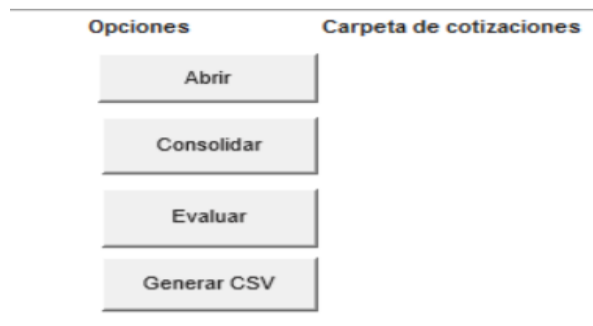 Opciones Carpeta de cotizaciones
Abrir
Consolidar
Evaluar
Generar CSV